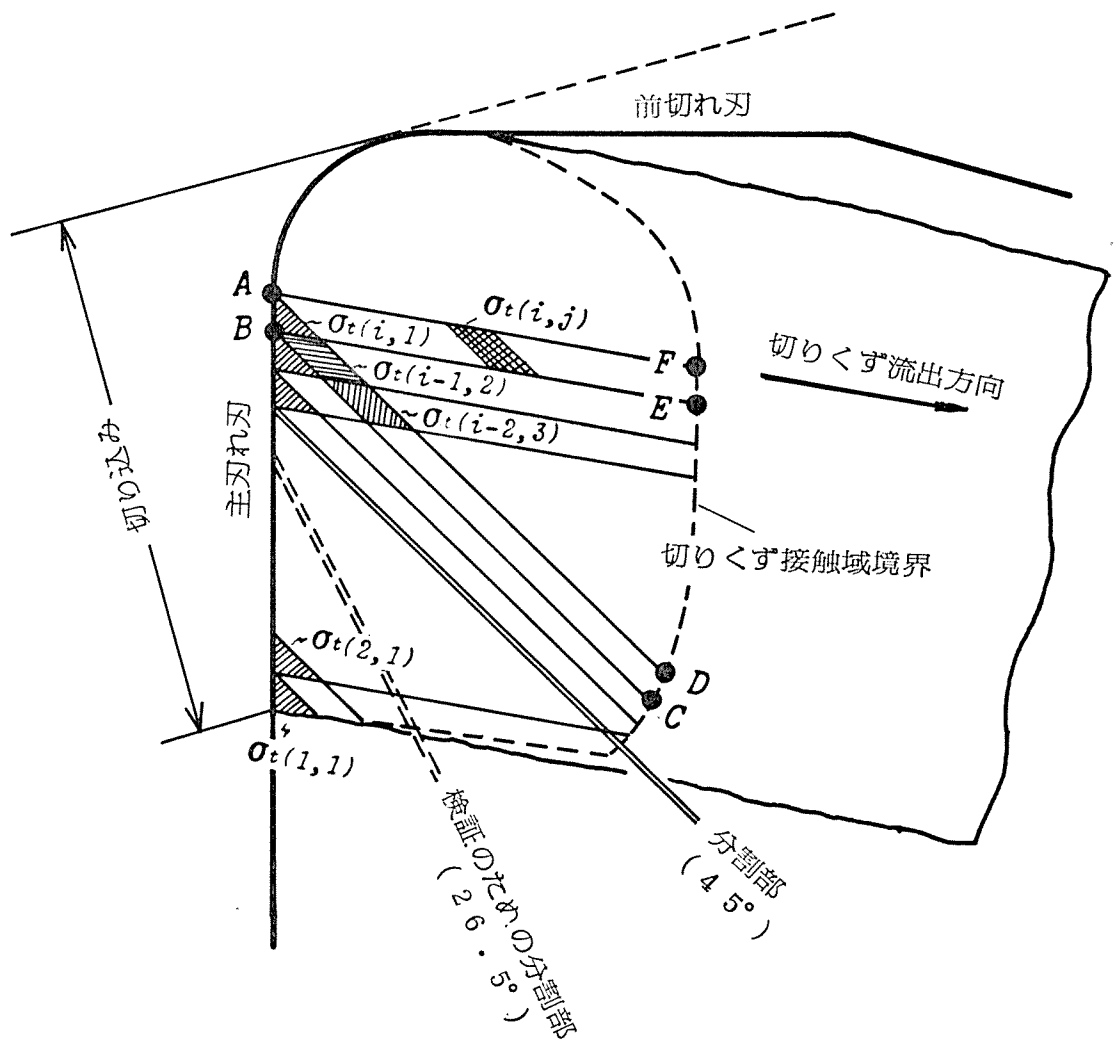 前切れ刃
A
σt(i,j)
B
~σt(i,1)
F
切りくず流出方向
~σt(i-1,2)
E
~σt(i-2,3)
切り込み
主刃れ刃
切りくず接触域境界
~σt(2,1)
D
C
σt(1,1)
検証のための分割部
(26.5°)
分割部
(45°)